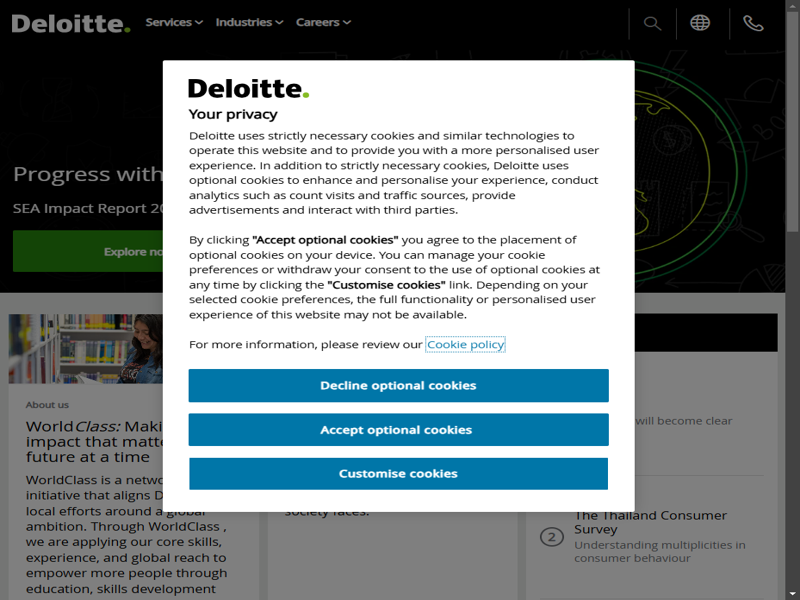 Deloitte.
Services
Industries
Careers
Deloitte.
Your privacy
Deloitte uses strictly necessary cookies and similar technologies to
operate this website and to provide you with a more personalised user
experience. In addition to strictly necessary cookies, Deloitte uses
optional cookies to enhance and personalise your experience, conduct
analytics such as count visits and traffic sources, provide
advertisements and interact with third parties.
By clicking "Accept optional cookies" you agree to the placement of
optional cookies on your device. You can manage your cookie
preferences or withdraw your consent to the use of optional cookies at
any time by clicking the "Customise cookies" link. Depending on your
selected cookie preferences, the full functionality or personalised user
experience of this website may not be available.
For more information, please review our Cookie policy
Decline optional cookies
Accept optional cookies
Customise cookies
Progress with
SEA Impact Report
Explore
About us
WorldClass:
impact that
future at a time
WorldClass is a
initiative that aligns
local efforts around a global
ambition. Through WorldClass ,
we are applying our core skills,
experience, and global reach to
empower more people through
education, skills development
society faces.
will become clear
2
The Thailand Consumer
Survey
Understanding multiplicities in
consumer behaviour